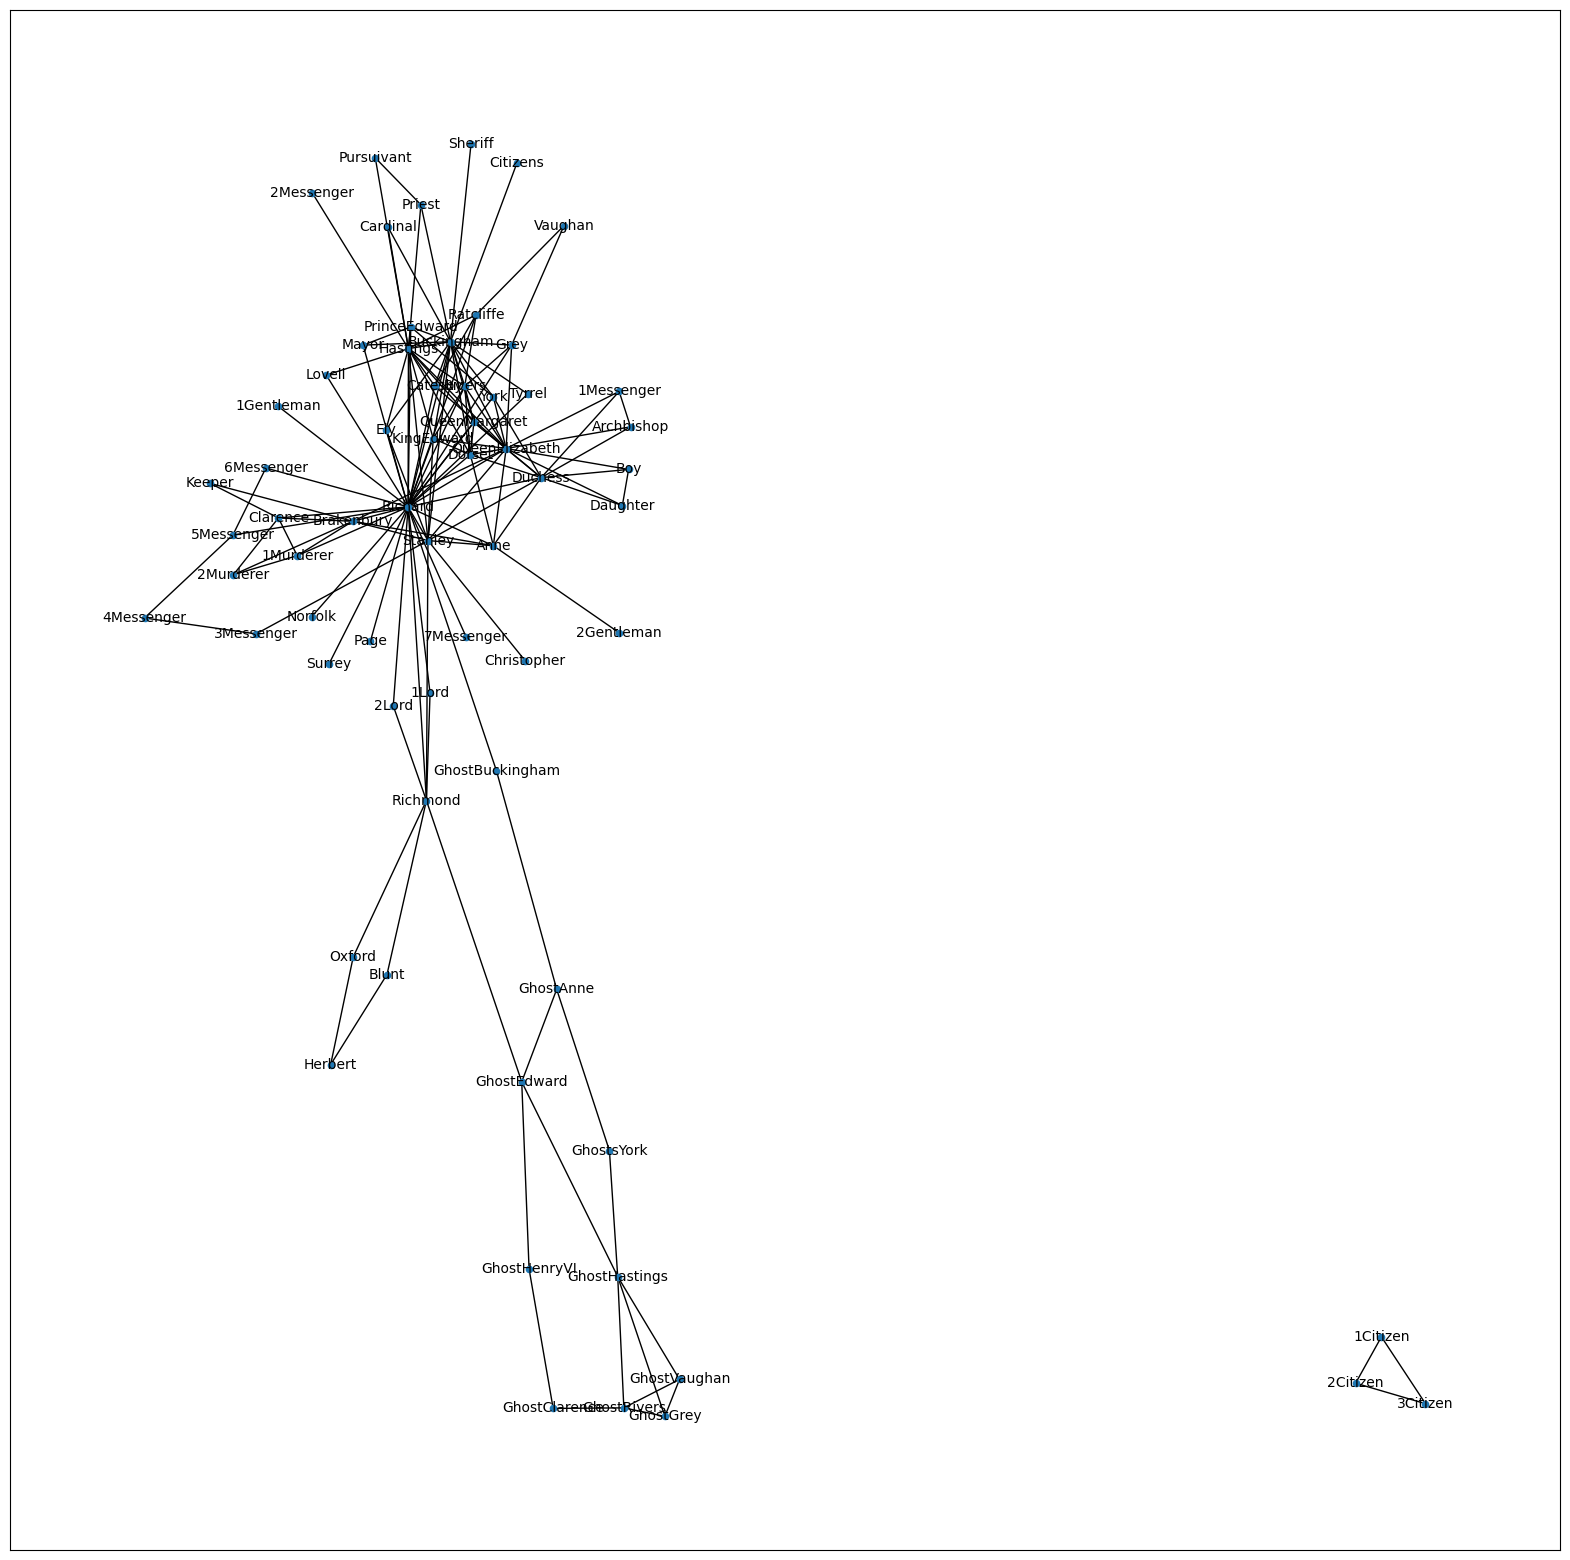 Sheriff
Pursuivant
Citizens
2Messenger
Priest
Cardinal
Vaughan
Ratcliffe
PrinceEdward
Buckingham
Mayor
Hastings
Grey
Lovell
Catesby
Rivers
1Messenger
York
Tyrrel
1Gentleman
QueenMargaret
Archbishop
Ely
KingEdward
QueenElizabeth
Dorset
6Messenger
Boy
Duchess
Keeper
Richard
Daughter
Clarence
Brakenbury
5Messenger
Stanley
Anne
1Murderer
2Murderer
4Messenger
Norfolk
3Messenger
2Gentleman
Page
7Messenger
Surrey
Christopher
1Lord
2Lord
GhostBuckingham
Richmond
Oxford
Blunt
GhostAnne
Herbert
GhostEdward
GhostsYork
GhostHenryVI
GhostHastings
1Citizen
GhostVaughan
2Citizen
3Citizen
GhostClarence
GhostRivers
GhostGrey